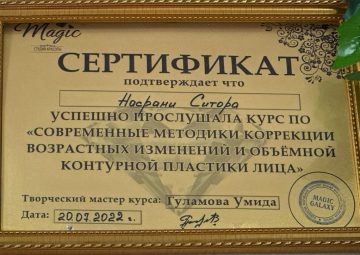 Magic
СЕРТИФИКАТ
подтверждает что
Насрани Ситора
УСПЕШНО ПРОСЛУШАЛА КУРС ПО
«СОВРЕМЕННЫЕ МЕТОДИКИ КОРРЕКЦИИ
ВОЗРАСТНЫХ ИЗМЕНЕНИЙ И ОБЪЁМНОЙ
КОНТУРНОЙ ПЛАСТИКИ ЛИЦА»
Творческий мастер курса: Гуламова Умида
Дата: 20.07.2022 г.
MAGIC
GALAXY